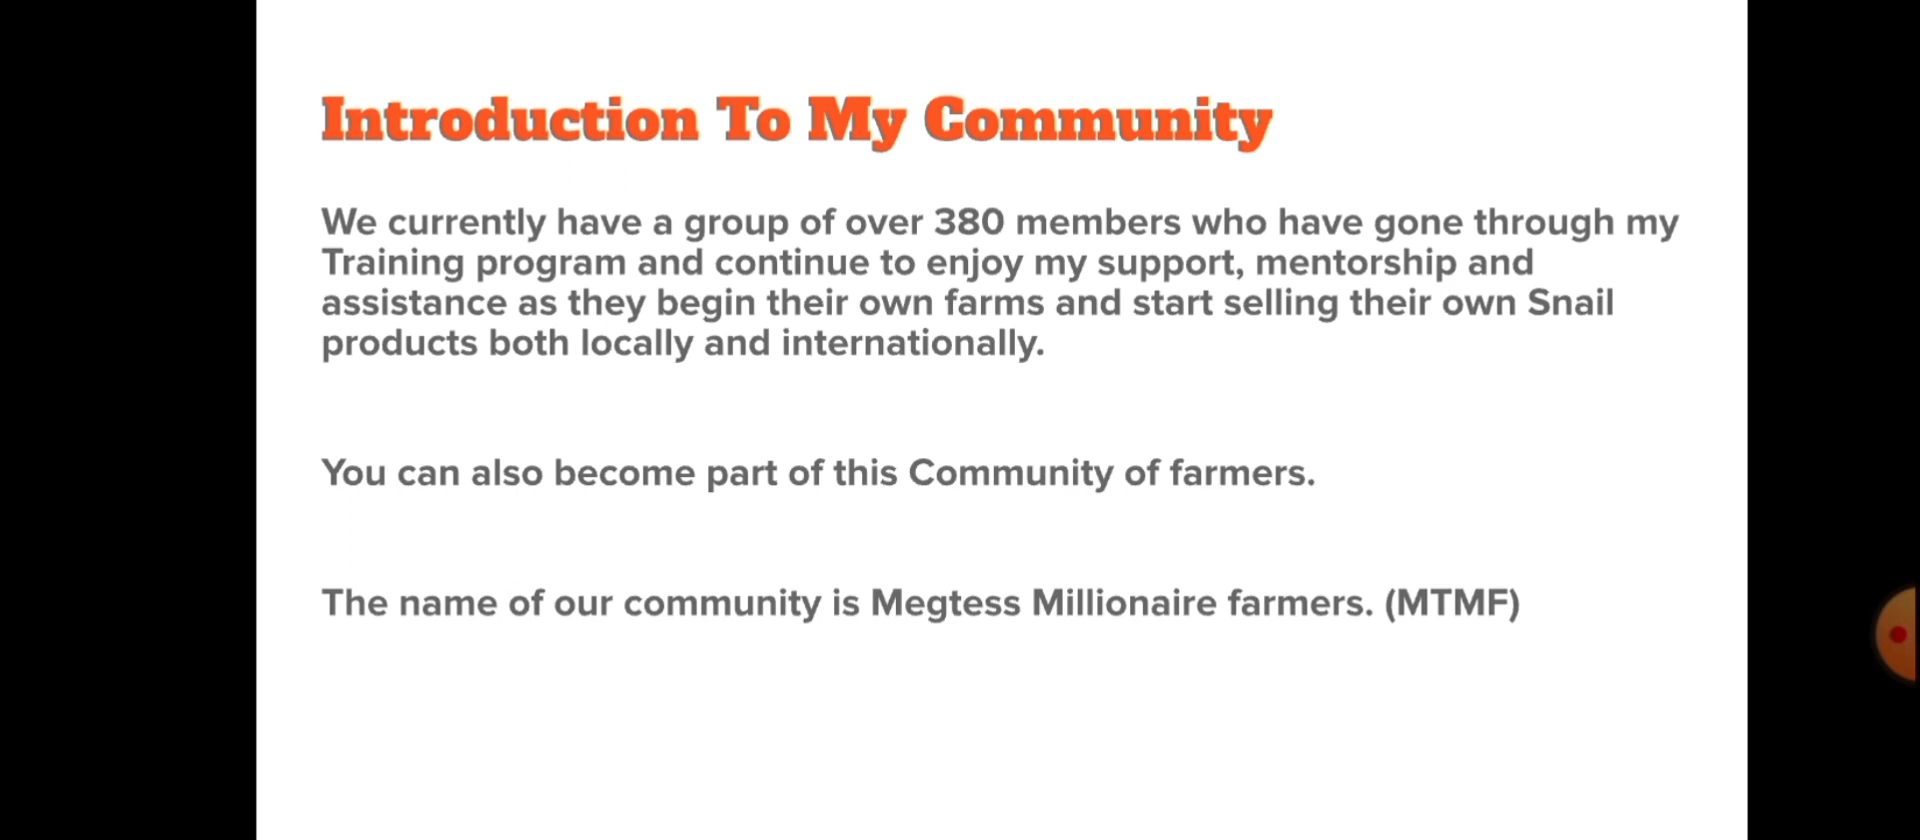 Introduction To My Community
We currently have a group of over 380 members who have gone through my
Training program and continue to enjoy my support, mentorship and
assistance as they begin their own farms and start selling their own Snail
products both locally and internationally.
You can also become part of this Community of farmers.
The name of our community is Megtess Millionaire farmers. (MTMF)